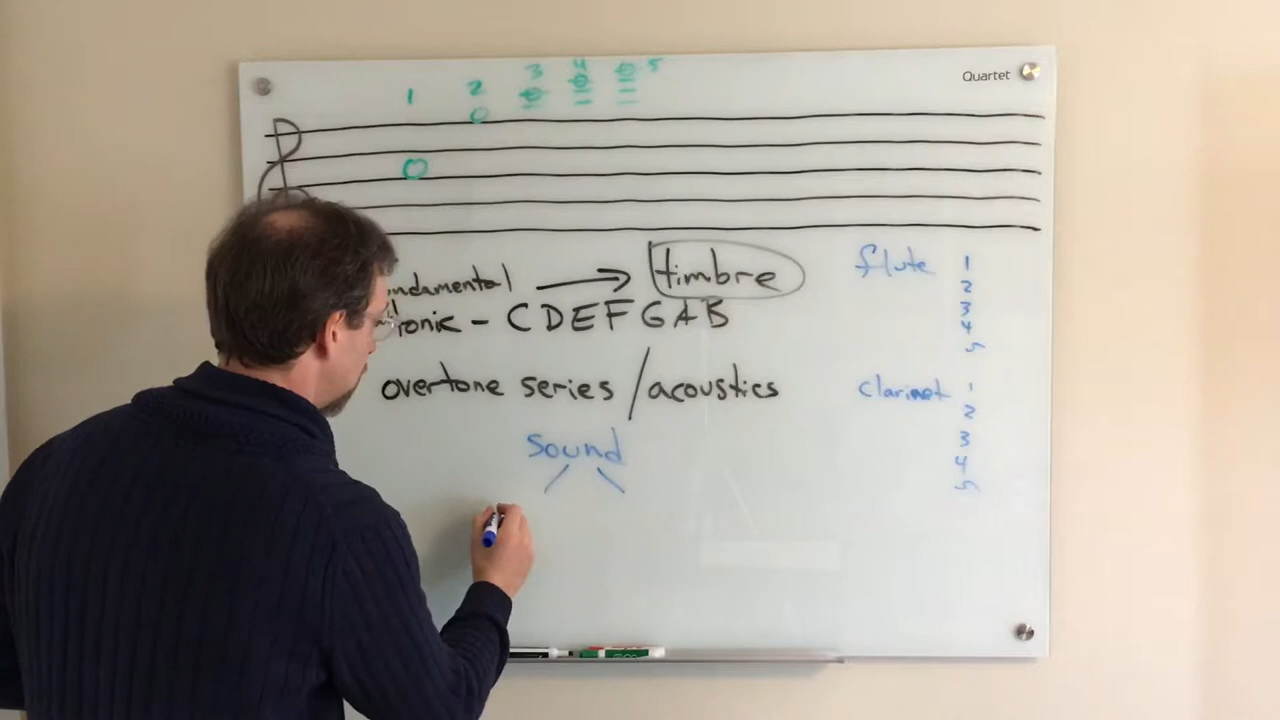 Quartet
1 2 3 4 5
ndamental → timbre
tonic - C D E F G A B
overtone series / acoustics
sound
flute 1
2
3
4
5
clarinet 1
2
3
4
5